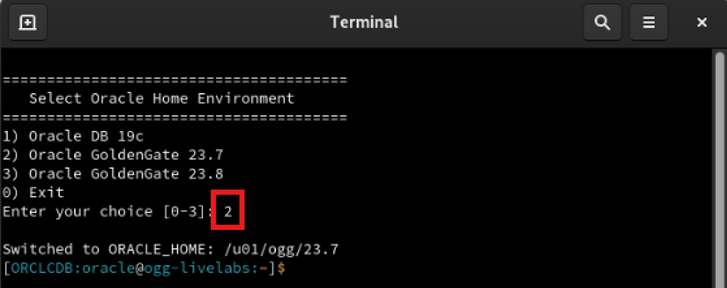 Terminal
=======================================
Select Oracle Home Environment
=======================================
1) Oracle DB 19c
2) Oracle GoldenGate 23.7
3) Oracle GoldenGate 23.8
0) Exit
Enter your choice [0-3]: 2
Switched to ORACLE_HOME: /u01/ogg/23.7
[ORCLCDB:oracle@ogg-livelabs:~]$